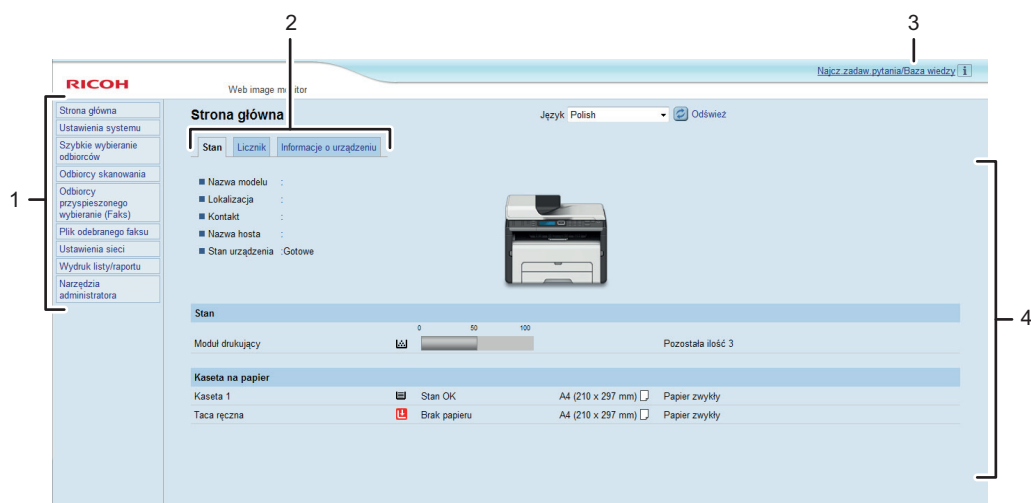 2
3
Najcz.zadaw.pytania/Baza wiedzy
RICOH
Web image monitor
1
Strona główna
Ustawienia systemu
Szybkie wybieranie
odbiorców
Odbiorcy skanowania
Odbiorcy
przyspieszonego
wybieranie (Faks)
Plik odebranego faksu
Ustawienia sieci
Wydruk listy/raportu
Narzędzia
administratora
Strona główna
Język Polish Odśwież
Stan Licznik Informacje o urządzeniu
Nazwa modelu :
Lokalizacja :
Kontakt :
Nazwa hosta :
Stan urządzenia :Gotowe
4
Stan
0 50 100
Moduł drukujący Pozostała ilość 3
Kaseta na papier
Kaseta 1 Stan OK A4 (210 x 297 mm) Papier zwykły
Taca ręczna Brak papieru A4 (210 x 297 mm) Papier zwykły